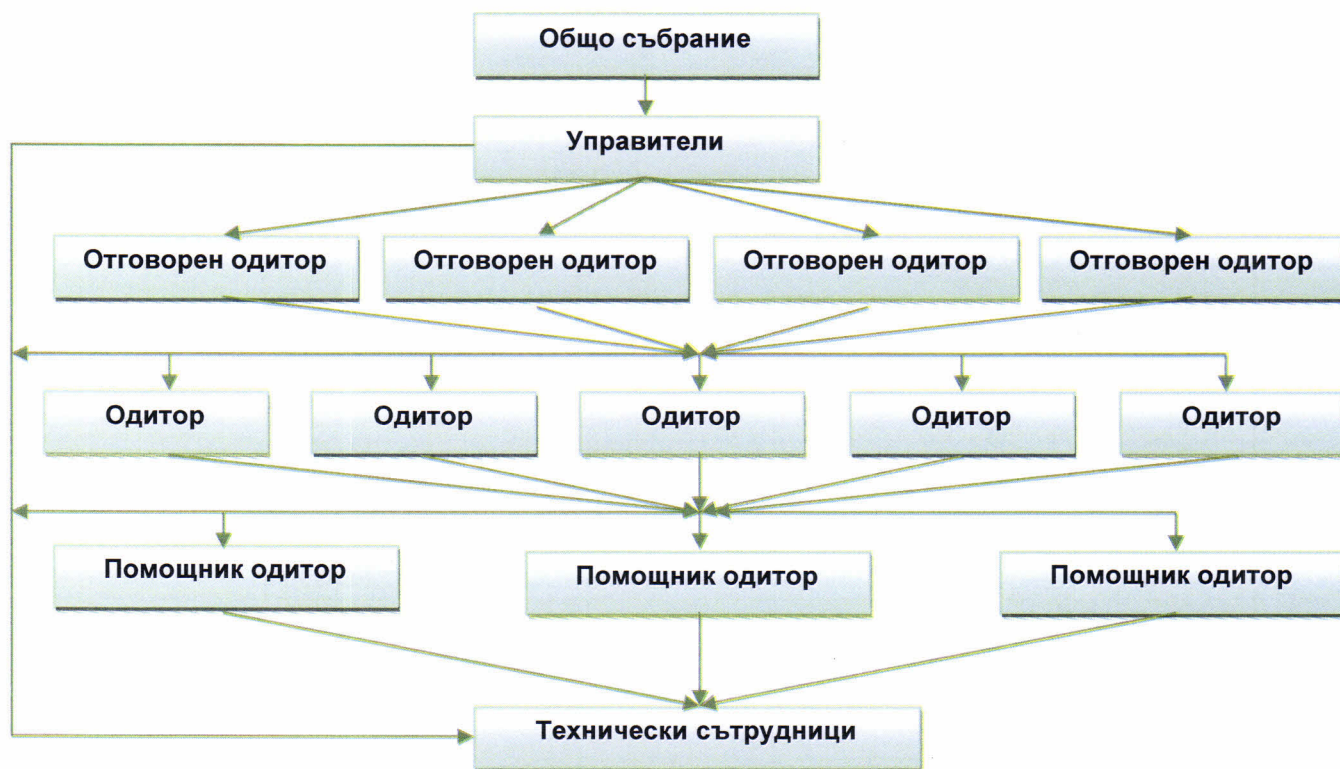 Общо събрание
Управители
Отговорен одитор
Отговорен одитор
Отговорен одитор
Отговорен одитор
Одитор
Одитор
Одитор
Одитор
Одитор
Помощник одитор
Помощник одитор
Помощник одитор
Технически сътрудници